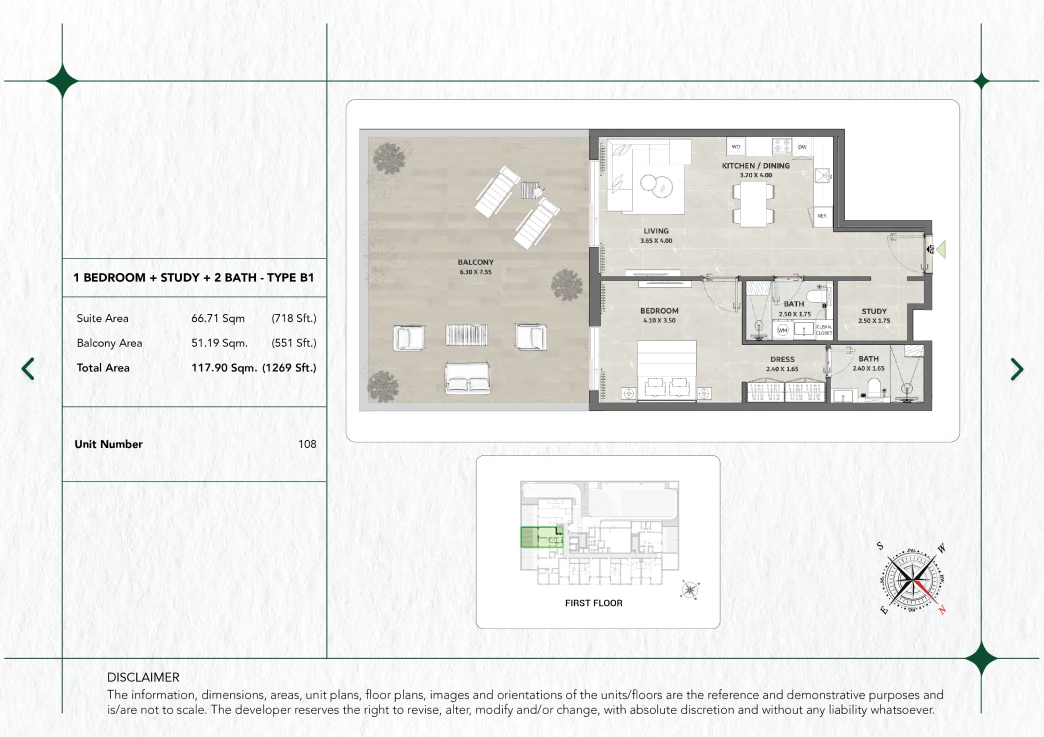 1 BEDROOM + STUDY + 2 BATH - TYPE B1
Suite Area 66.71 Sqm (718 Sft.)
Balcony Area 51.19 Sqm. (551 Sft.)
Total Area 117.90 Sqm. (1269 Sft.)
Unit Number 108
WD
DW
KITCHEN / DINING
3.20 X 4.00
REF.
LIVING
3.65 X 4.00
BALCONY
6.30 X 7.55
BEDROOM
4.10 X 3.50
BATH
2.50 X 1.75
WM
CLEAN.
CLOSET
STUDY
2.50 X 1.75
DRESS
2.40 X 1.65
BATH
2.40 X 1.65
FIRST FLOOR
S
W
E
N
DISCLAIMER
The information, dimensions, areas, unit plans, floor plans, images and orientations of the units/floors are the reference and demonstrative purposes and
is/are not to scale. The developer reserves the right to revise, alter, modify and/or change, with absolute discretion and without any liability whatsoever.